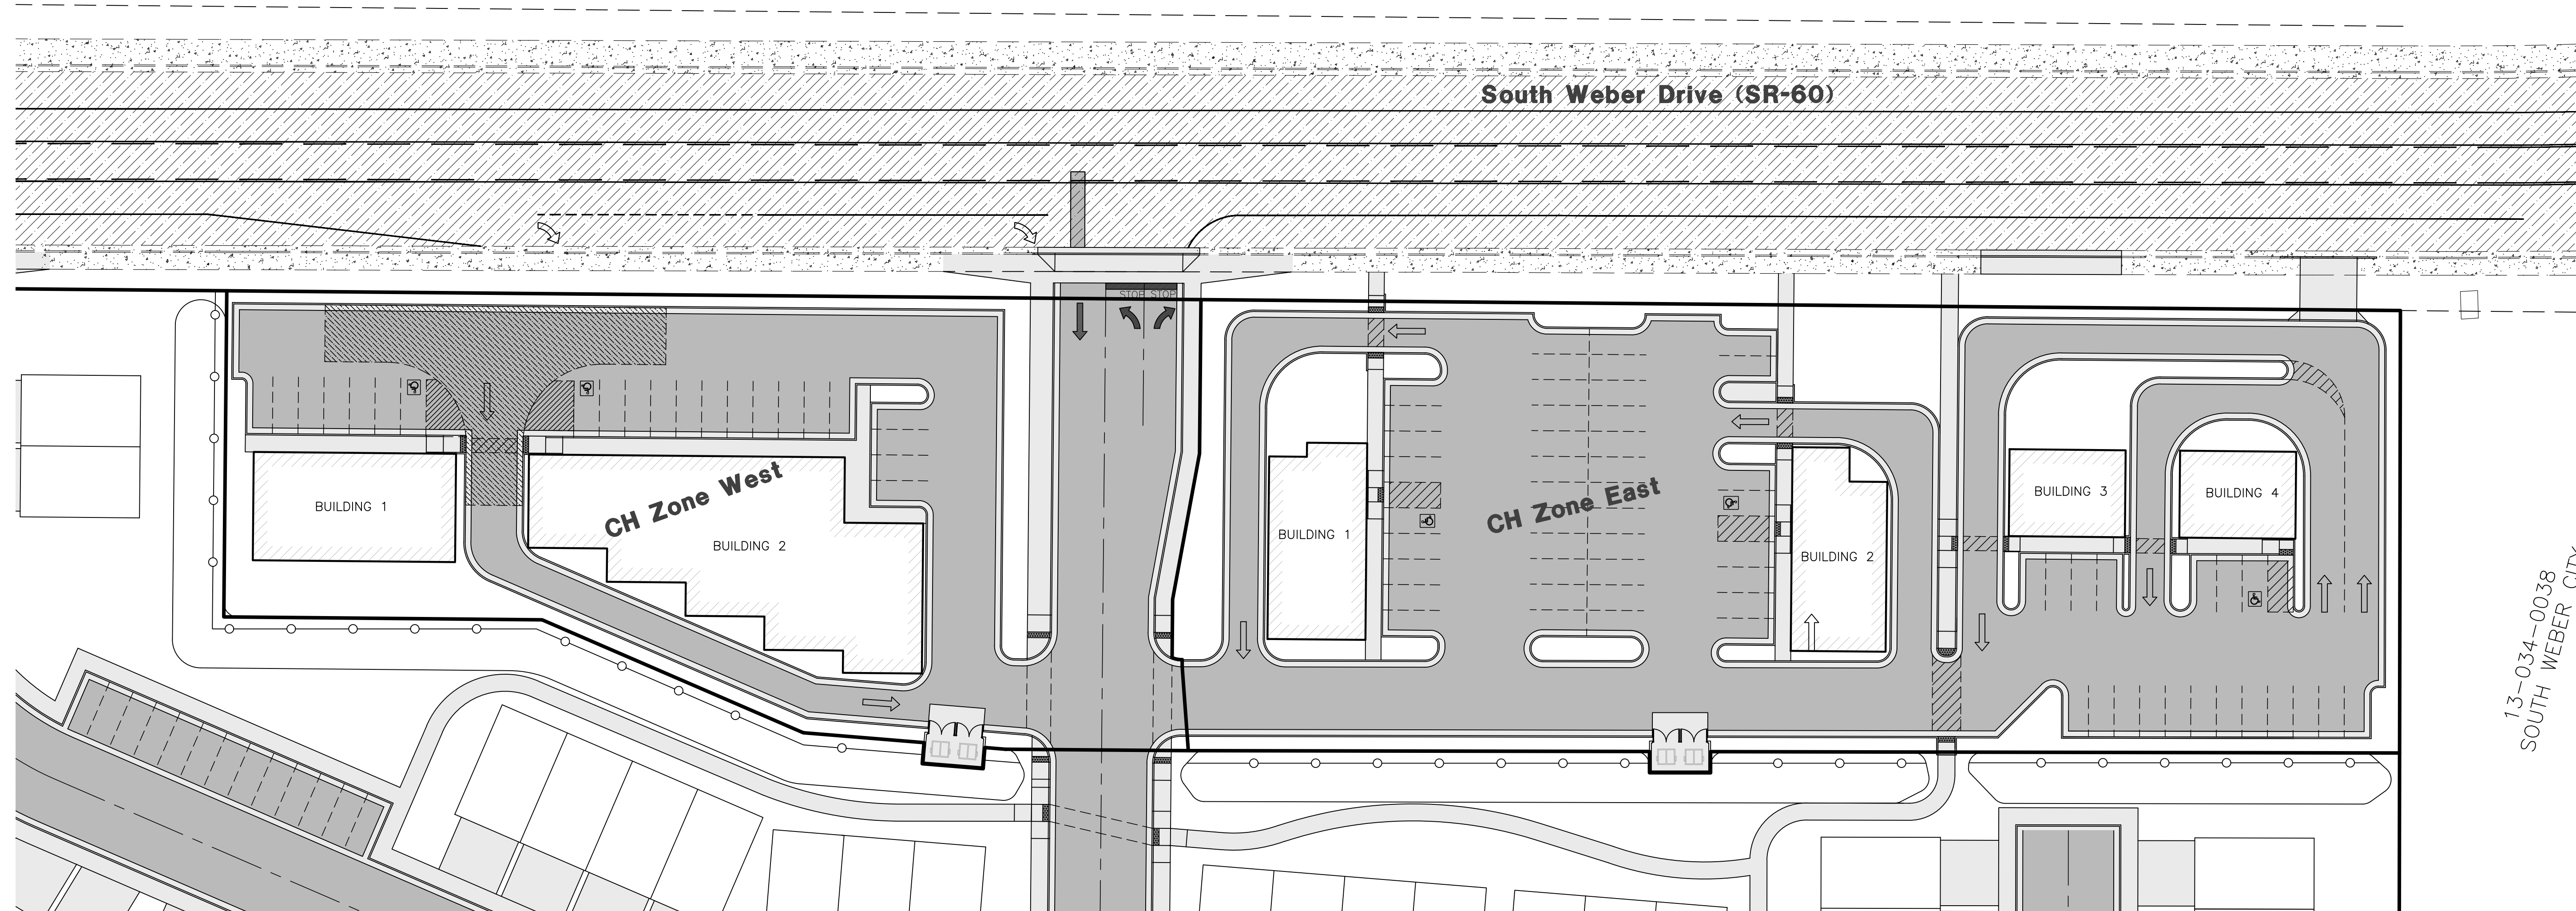 South Weber Drive (SR-60)
STOP STOP
CH Zone West
BUILDING 1
BUILDING 2
CH Zone East
BUILDING 1
BUILDING 2
BUILDING 3
BUILDING 4
13-034-0038
SOUTH WEBER CITY